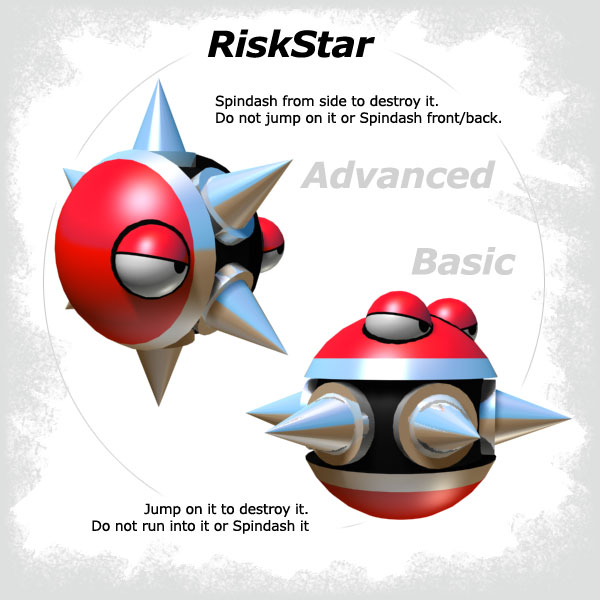 RiskStar
Spindash from side to destroy it.
Do not jump on it or Spindash front/back.
Advanced
Basic
Jump on it to destroy it.
Do not run into it or Spindash it